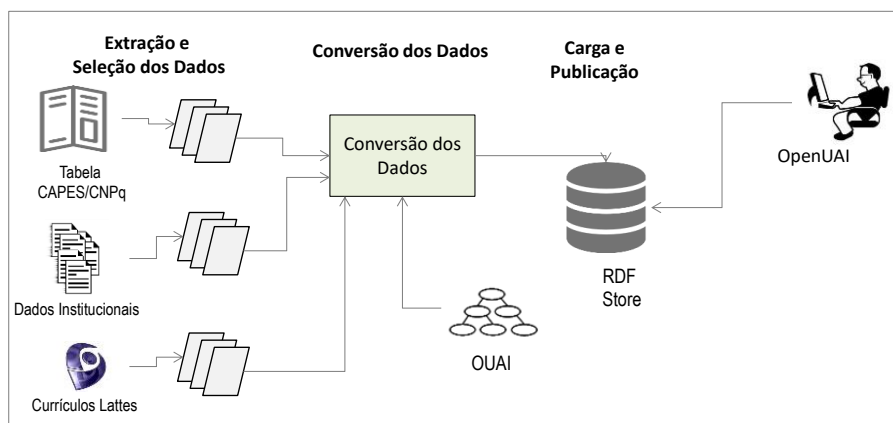 Extração e
Seleção dos Dados
Conversão dos Dados
Carga e
Publicação
Tabela
CAPES/CNPq
Conversão dos
Dados
OpenUAI
Dados Institucionais
RDF
Store
OUAI
Currículos Lattes